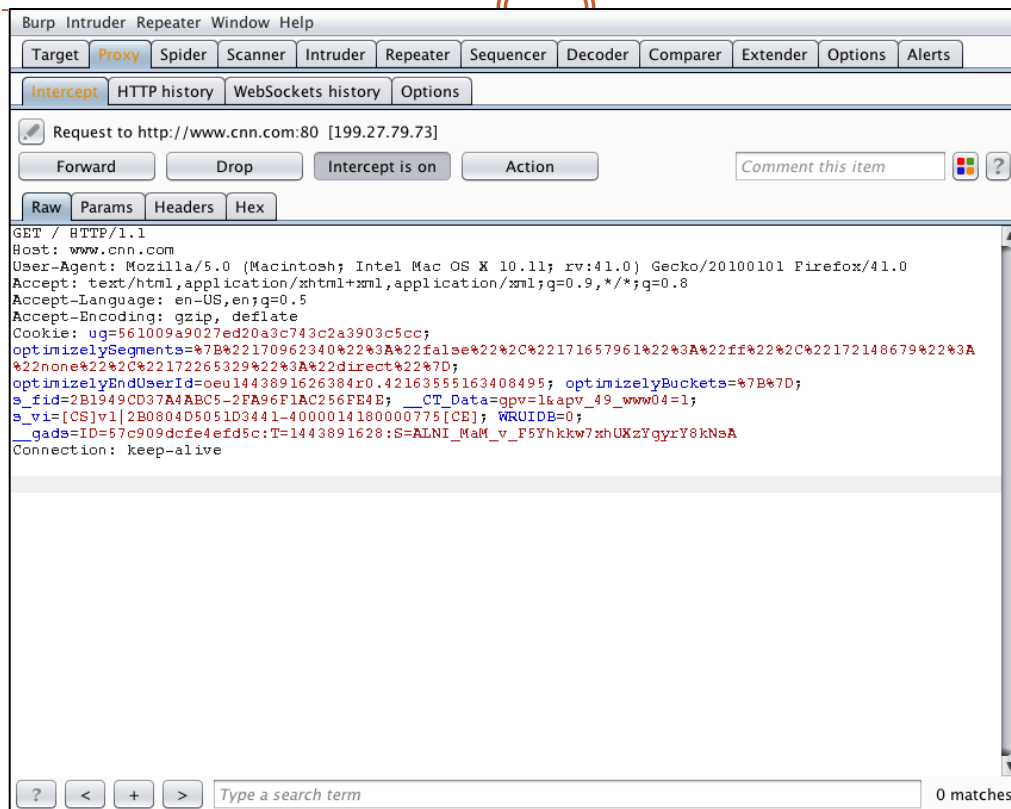 Burp Intruder Repeater Window Help
Target Proxy Spider Scanner Intruder Repeater Sequencer Decoder Comparer Extender Options Alerts
Intercept HTTP history WebSockets history Options
Request to http://www.cnn.com:80 [199.27.79.73]
Forward Drop Intercept is on Action Comment this item ?
Raw Params Headers Hex
GET / HTTP/1.1
Host: www.cnn.com
User-Agent: Mozilla/5.0 (Macintosh; Intel Mac OS X 10.11; rv:41.0) Gecko/20100101 Firefox/41.0
Accept: text/html,application/xhtml+xml,application/xml;q=0.9,*/*;q=0.8
Accept-Language: en-US,en;q=0.5
Accept-Encoding: gzip, deflate
Cookie: ug=561009a9027ed20a3c743c2a3903c5cc;
optimizelySegments=%7B%22170962340%22%3A%22false%22%2C%22171657961%22%3A%22ff%22%2C%22172148679%22%3A
%22none%22%2C%22172265329%22%3A%22direct%22%7D;
optimizelyEndUserId=oeu1443891626384r0.42163555163408495; optimizelyBuckets=%7B%7D;
s_fid=2B1949CD37A4ABC5-2FA96F1AC256FE4E; __CT_Data=gpv=1&apv_49_www04=1;
s_vi=[CS]v1|2B0804D5051D3441-4000014180000775[CE]; WRUIDB=0;
__gads=ID=57c909dcfe4efd5c:T=1443891628:S=ALNI_MaM_v_F5Yhkkw7xhUXzYgyrY8kNsA
Connection: keep-alive
? < + > Type a search term 0 matches